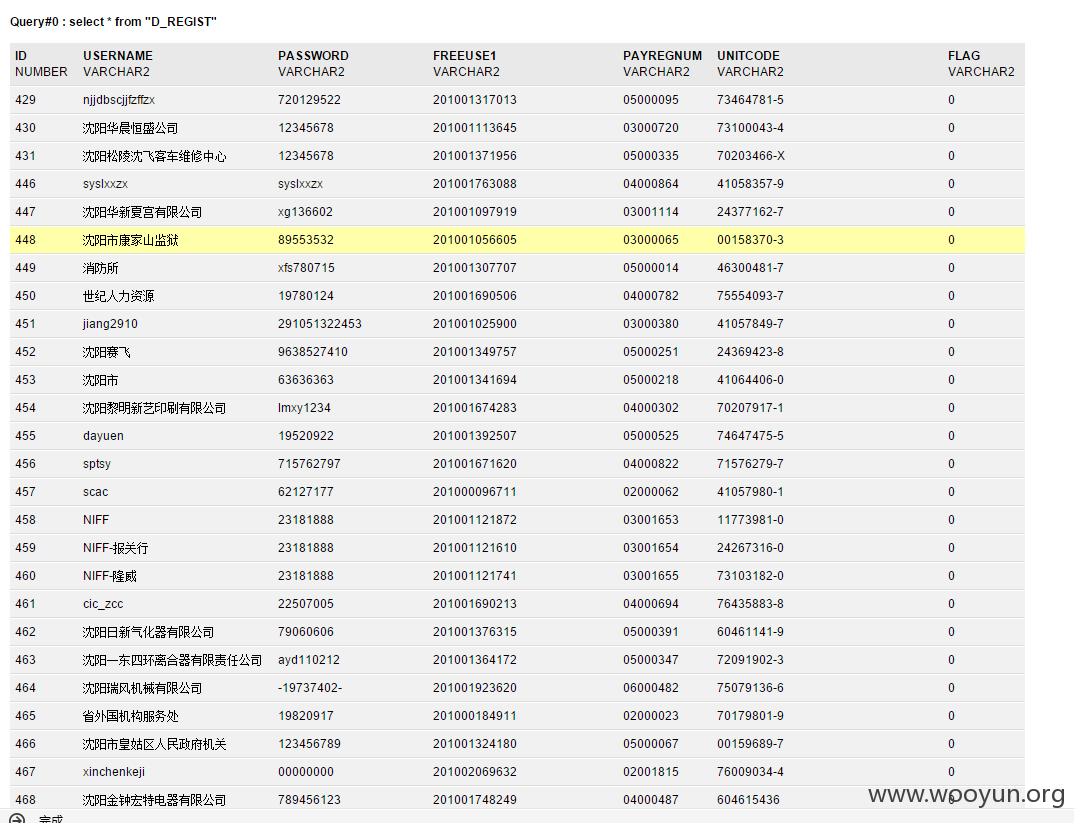 Query#0 : select * from "D_REGIST"
ID USERNAME PASSWORD FREEUSE1 PAYREGNUM UNITCODE FLAG
NUMBER VARCHAR2 VARCHAR2 VARCHAR2 VARCHAR2 VARCHAR2 VARCHAR2
429 njjdbscjjfzffzx 720129522 201001317013 05000095 73464781-5 0
430 沈阳华晨恒盛公司 12345678 201001113645 03000720 73100043-4 0
431 沈阳松陵沈飞客车维修中心 12345678 201001371956 05000335 70203466-X 0
446 syslxxzx syslxxzx 201001763088 04000864 41058357-9 0
447 沈阳华新夏宫有限公司 xg136602 201001097919 03001114 24377162-7 0
448 沈阳市康家山监狱 89553532 201001056605 03000065 00158370-3 0
449 消防所 xfs780715 201001307707 05000014 46300481-7 0
450 世纪人力资源 19780124 201001690506 04000782 75554093-7 0
451 jiang2910 291051322453 201001025900 03000380 41057849-7 0
452 沈阳赛飞 9638527410 201001349757 05000251 24369423-8 0
453 沈阳市 63636363 201001341694 05000218 41064406-0 0
454 沈阳黎明新艺印刷有限公司 lmxy1234 201001674283 04000302 70207917-1 0
455 dayuen 19520922 201001392507 05000525 74647475-5 0
456 sptsy 715762797 201001671620 04000822 71576279-7 0
457 scac 62127177 201000096711 02000062 41057980-1 0
458 NIFF 23181888 201001121872 03001653 11773981-0 0
459 NIFF-报关行 23181888 201001121610 03001654 24267316-0 0
460 NIFF-隆威 23181888 201001121741 03001655 73103182-0 0
461 cic_zcc 22507005 201001690213 04000694 76435883-8 0
462 沈阳日新气化器有限公司 79060606 201001376315 05000391 60461141-9 0
463 沈阳一东四环离合器有限责任公司 ayd110212 201001364172 05000347 72091902-3 0
464 沈阳瑞风机械有限公司 -19737402- 201001923620 06000482 75079136-6 0
465 省外国机构服务处 19820917 201000184911 02000023 70179801-9 0
466 沈阳市皇姑区人民政府机关 123456789 201001324180 05000067 00159689-7 0
467 xinchenkeji 00000000 201002069632 02001815 76009034-4 0
468 沈阳金钟宏特电器有限公司 789456123 201001748249 04000487 604615436 0
www.wooyun.org
完成